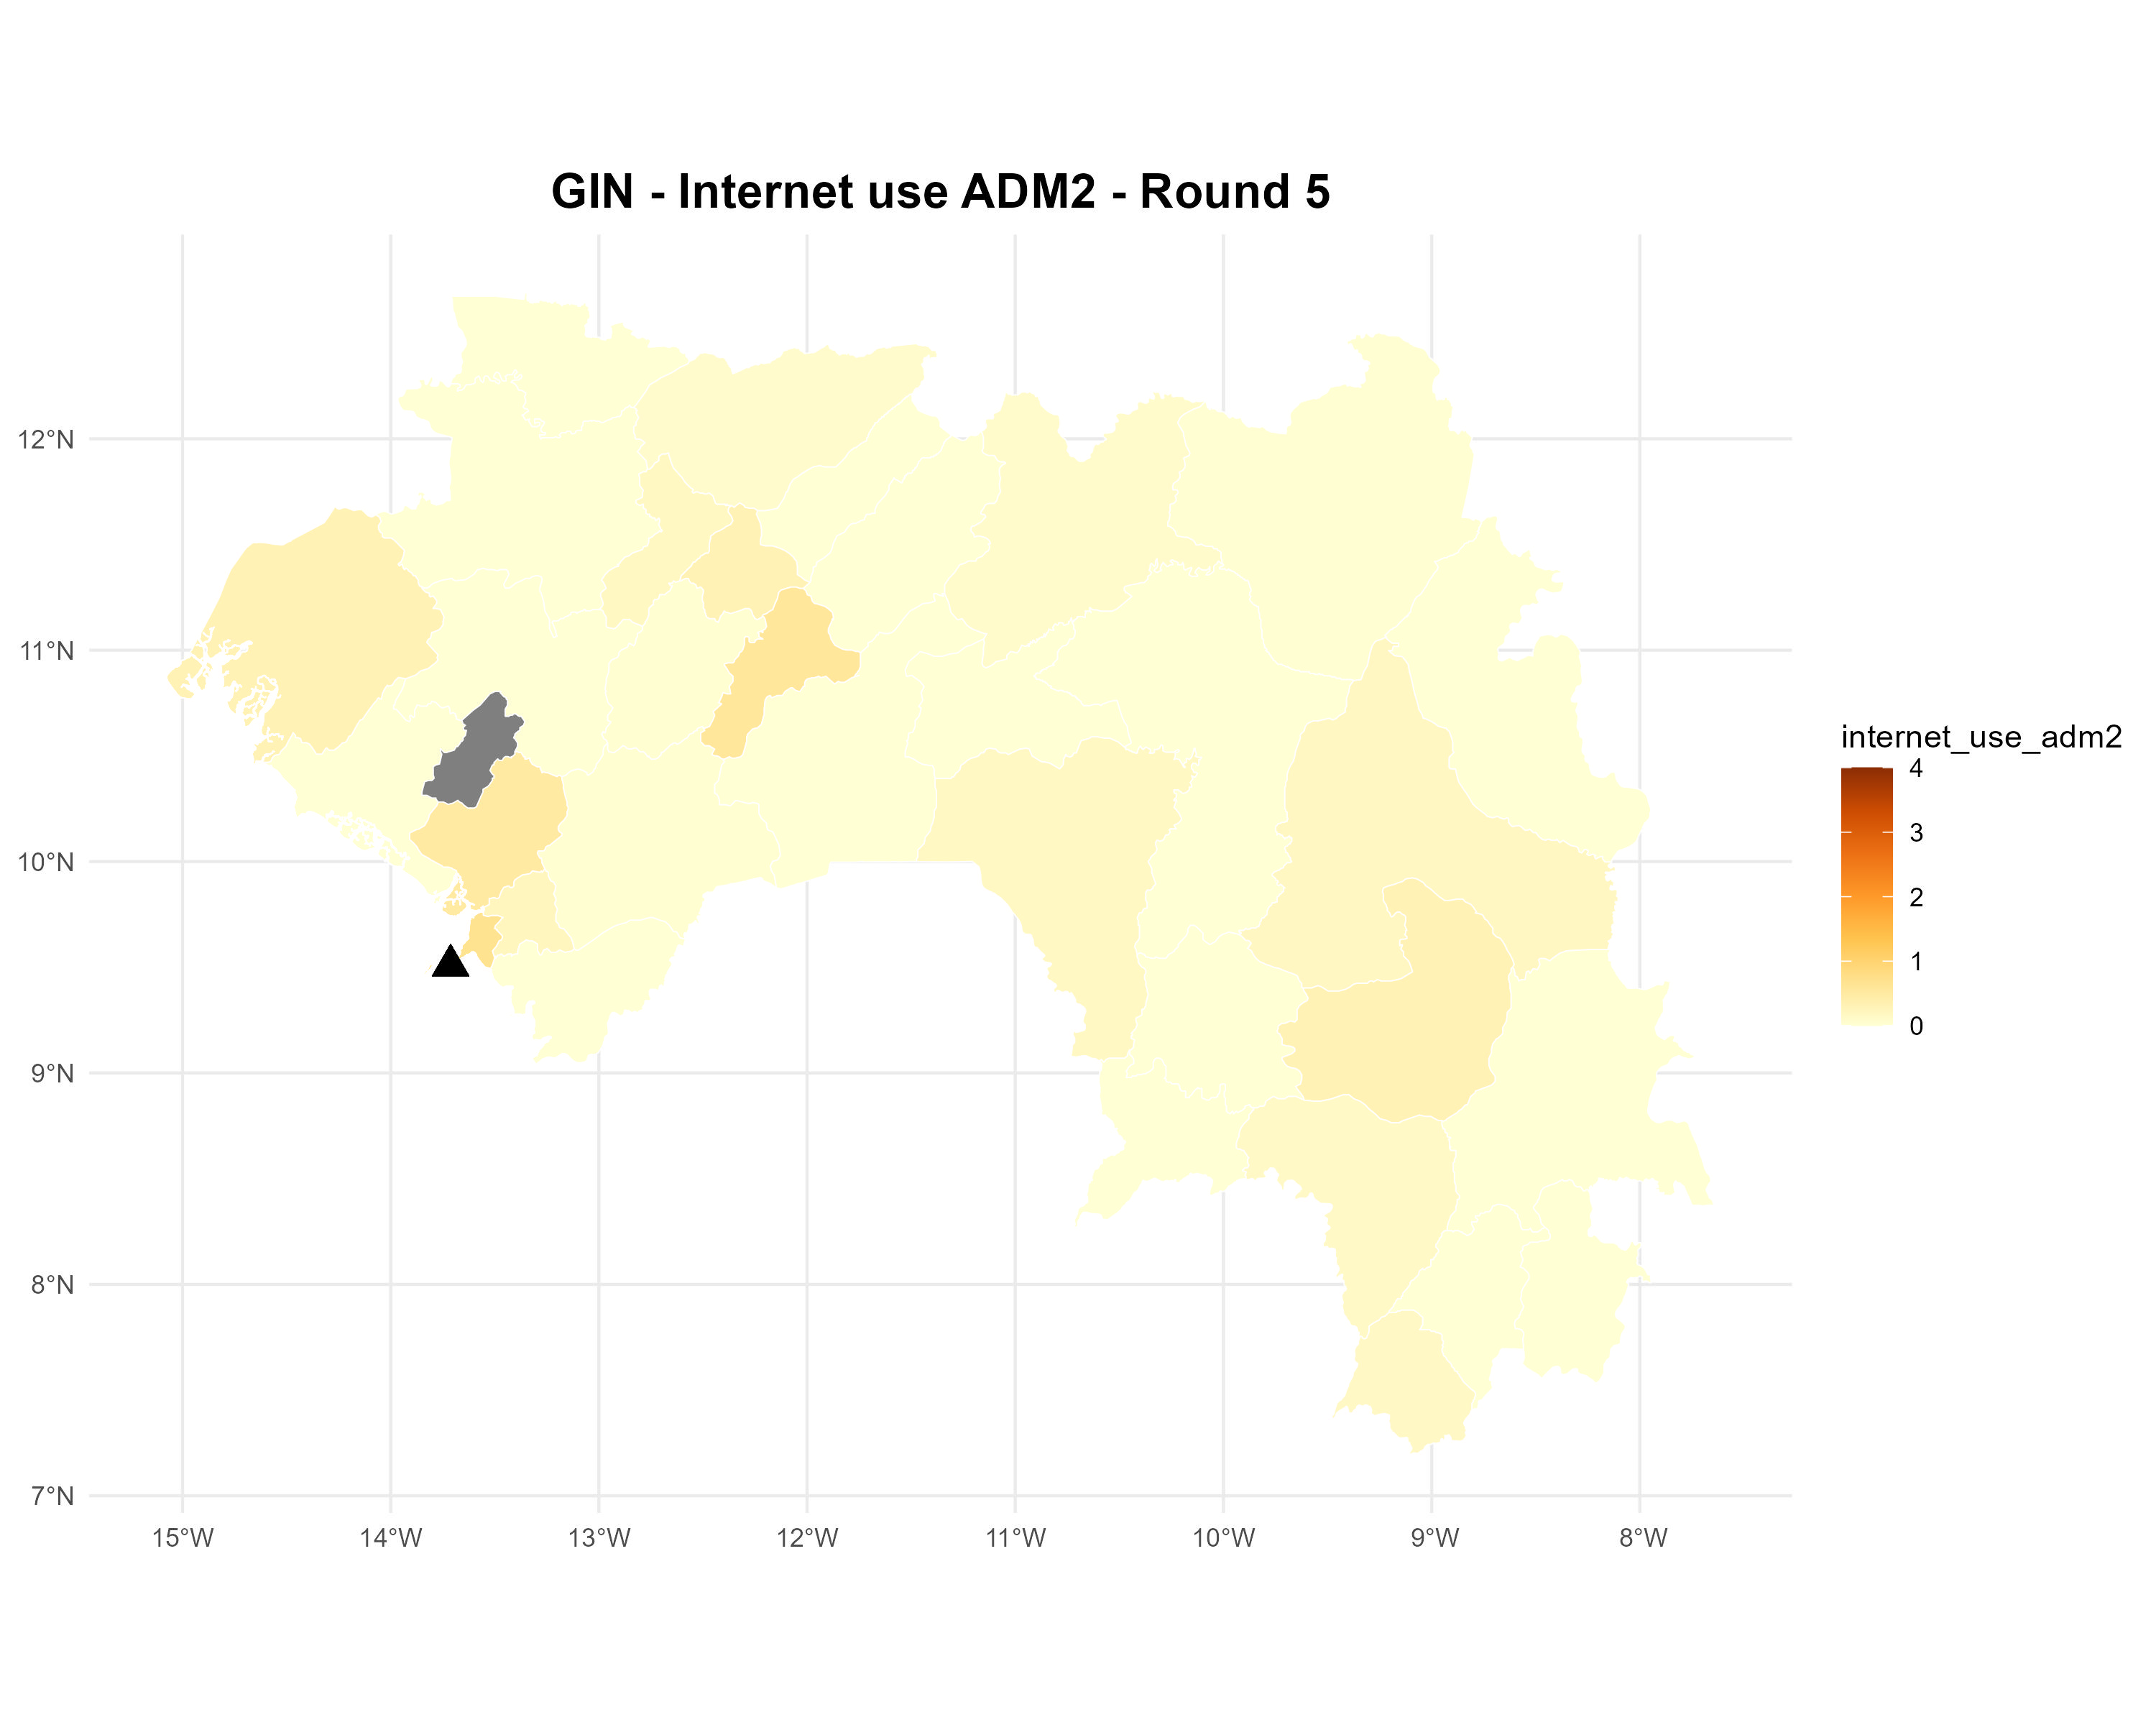 GIN - Internet use ADM2 - Round 5
12°N
11°N
10°N
9°N
8°N
7°N
15°W 14°W 13°W 12°W 11°W 10°W 9°W 8°W
internet_use_adm2
4
3
2
1
0